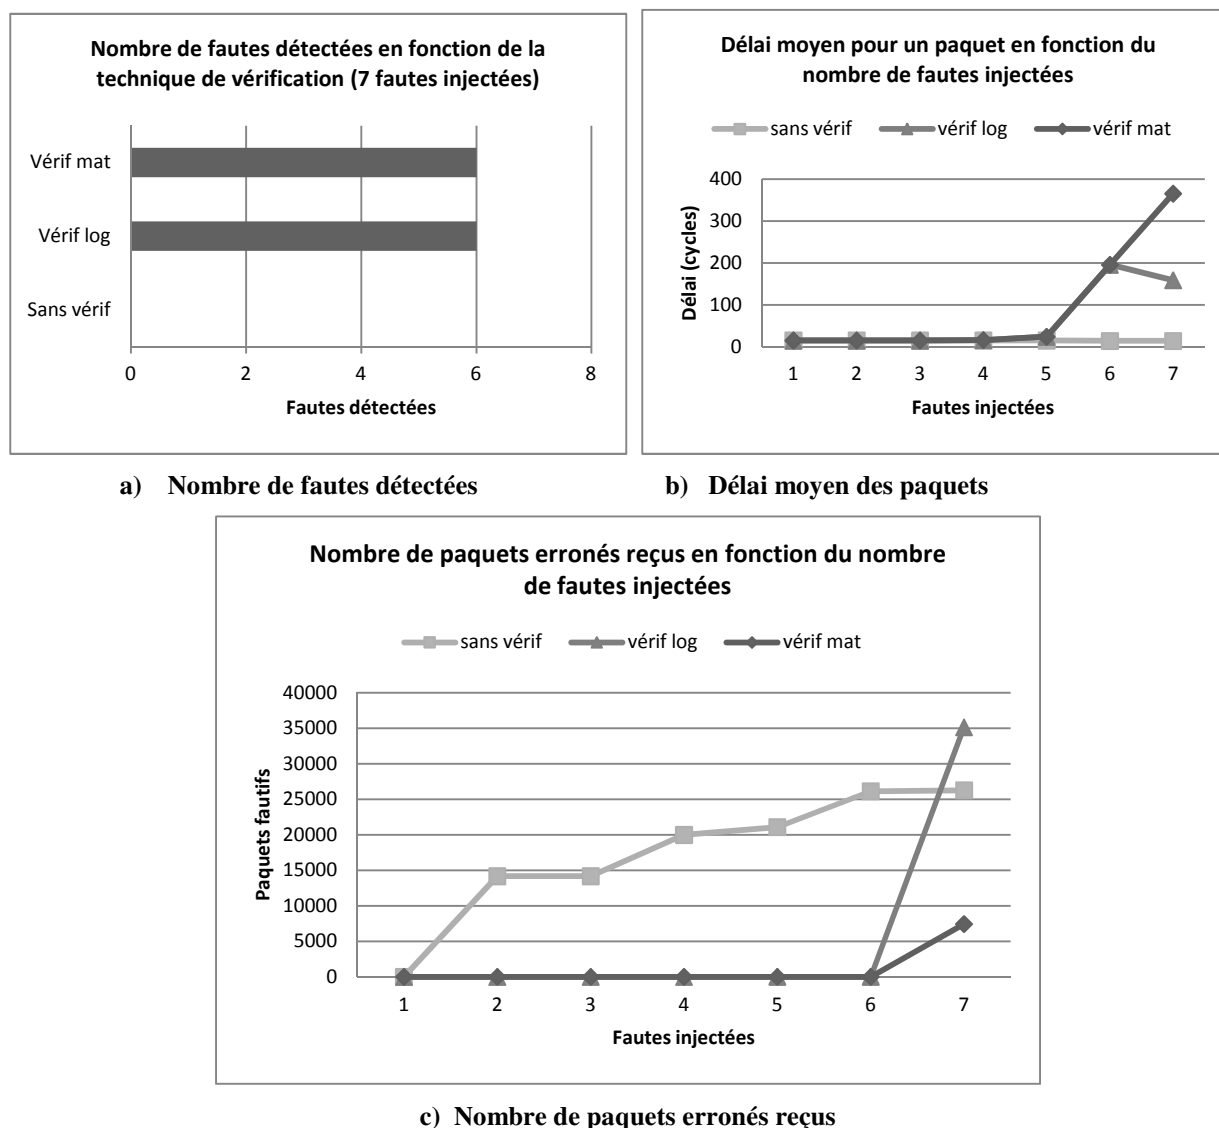 Nombre de fautes détectées en fonction de la
technique de vérification (7 fautes injectées)
Vérif mat
Vérif log
Sans vérif
0 2 4 6 8
Fautes détectées
a) Nombre de fautes détectées
Délai moyen pour un paquet en fonction du
nombre de fautes injectées
sans vérif vérif log vérif mat
400
300
200
100
0
Délai (cycles)
1 2 3 4 5 6 7
Fautes injectées
b) Délai moyen des paquets
Nombre de paquets erronés reçus en fonction du nombre
de fautes injectées
sans vérif vérif log vérif mat
40000
35000
30000
25000
20000
15000
10000
5000
0
Paquets fautifs
1 2 3 4 5 6 7
Fautes injectées
c) Nombre de paquets erronés reçus